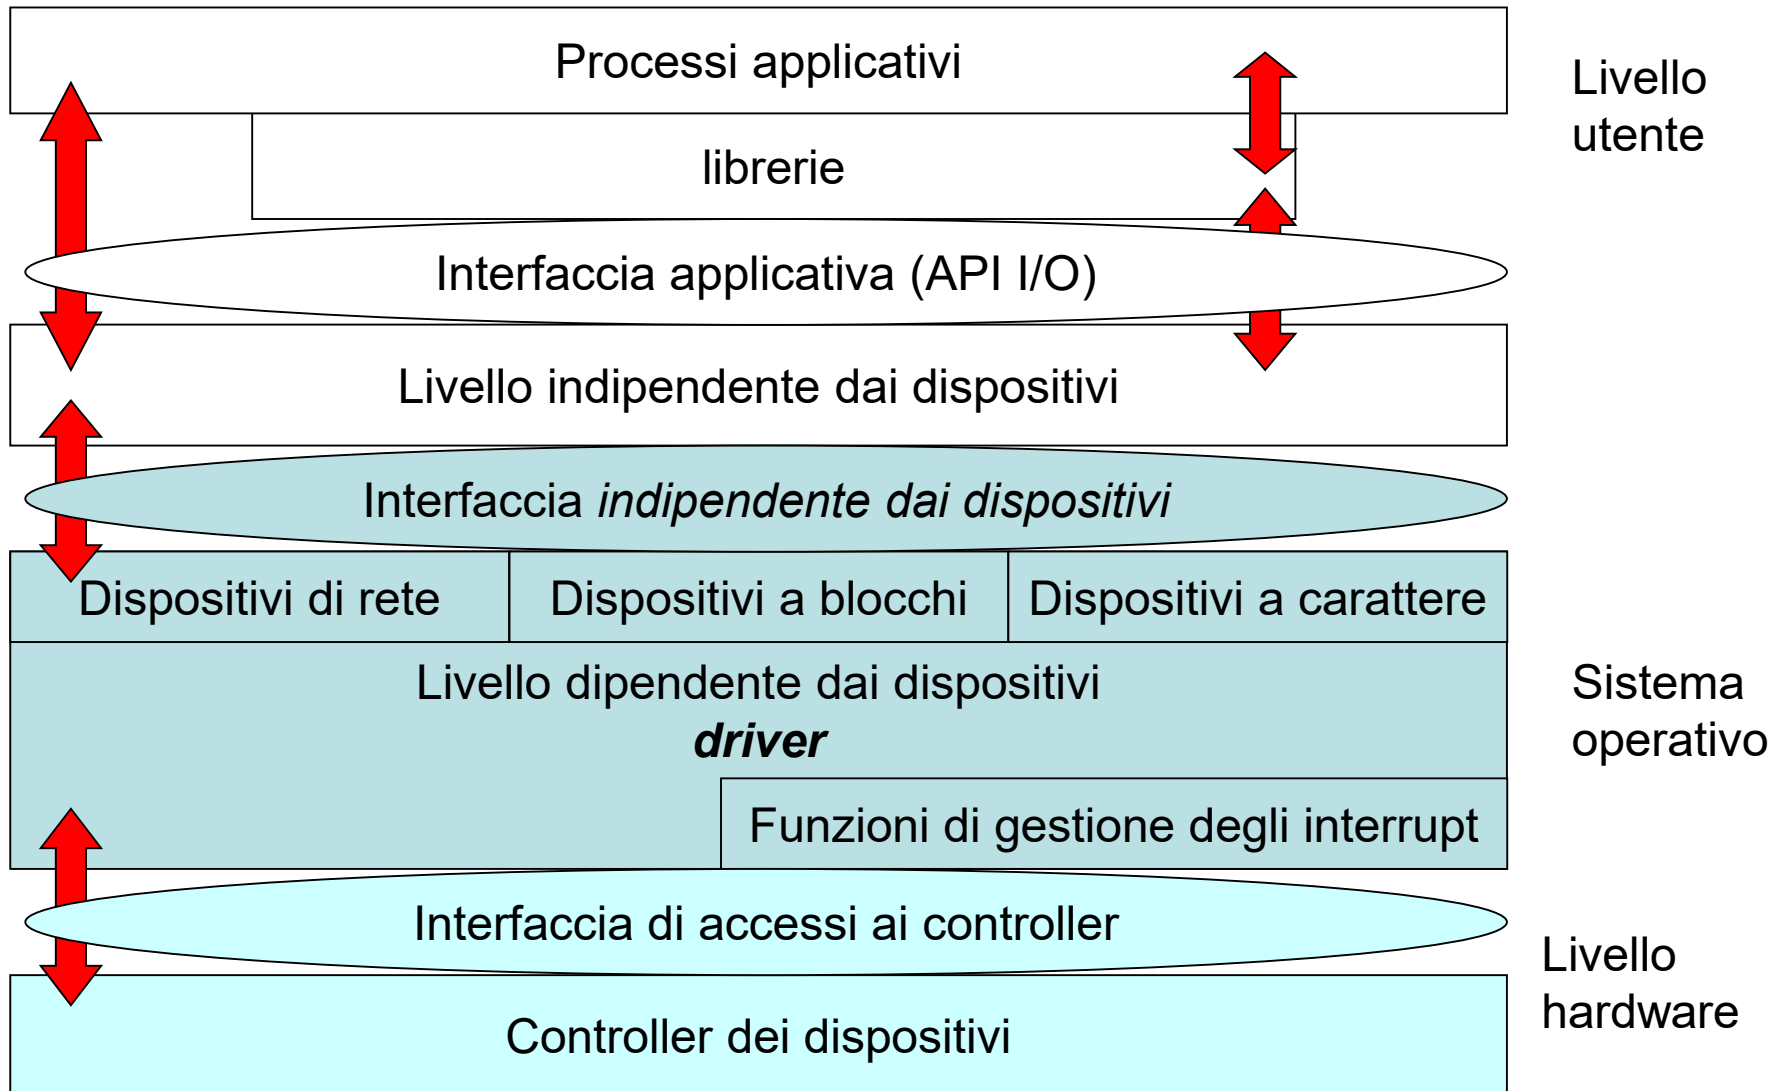 Processi applicativi
Livello
utente
librerie
Interfaccia applicativa (API I/O)
Livello indipendente dai dispositivi
Interfaccia indipendente dai dispositivi
Dispositivi di rete
Dispositivi a blocchi
Dispositivi a carattere
Livello dipendente dai dispositivi
driver
Sistema
operativo
Funzioni di gestione degli interrupt
Interfaccia di accessi ai controller
Livello
hardware
Controller dei dispositivi